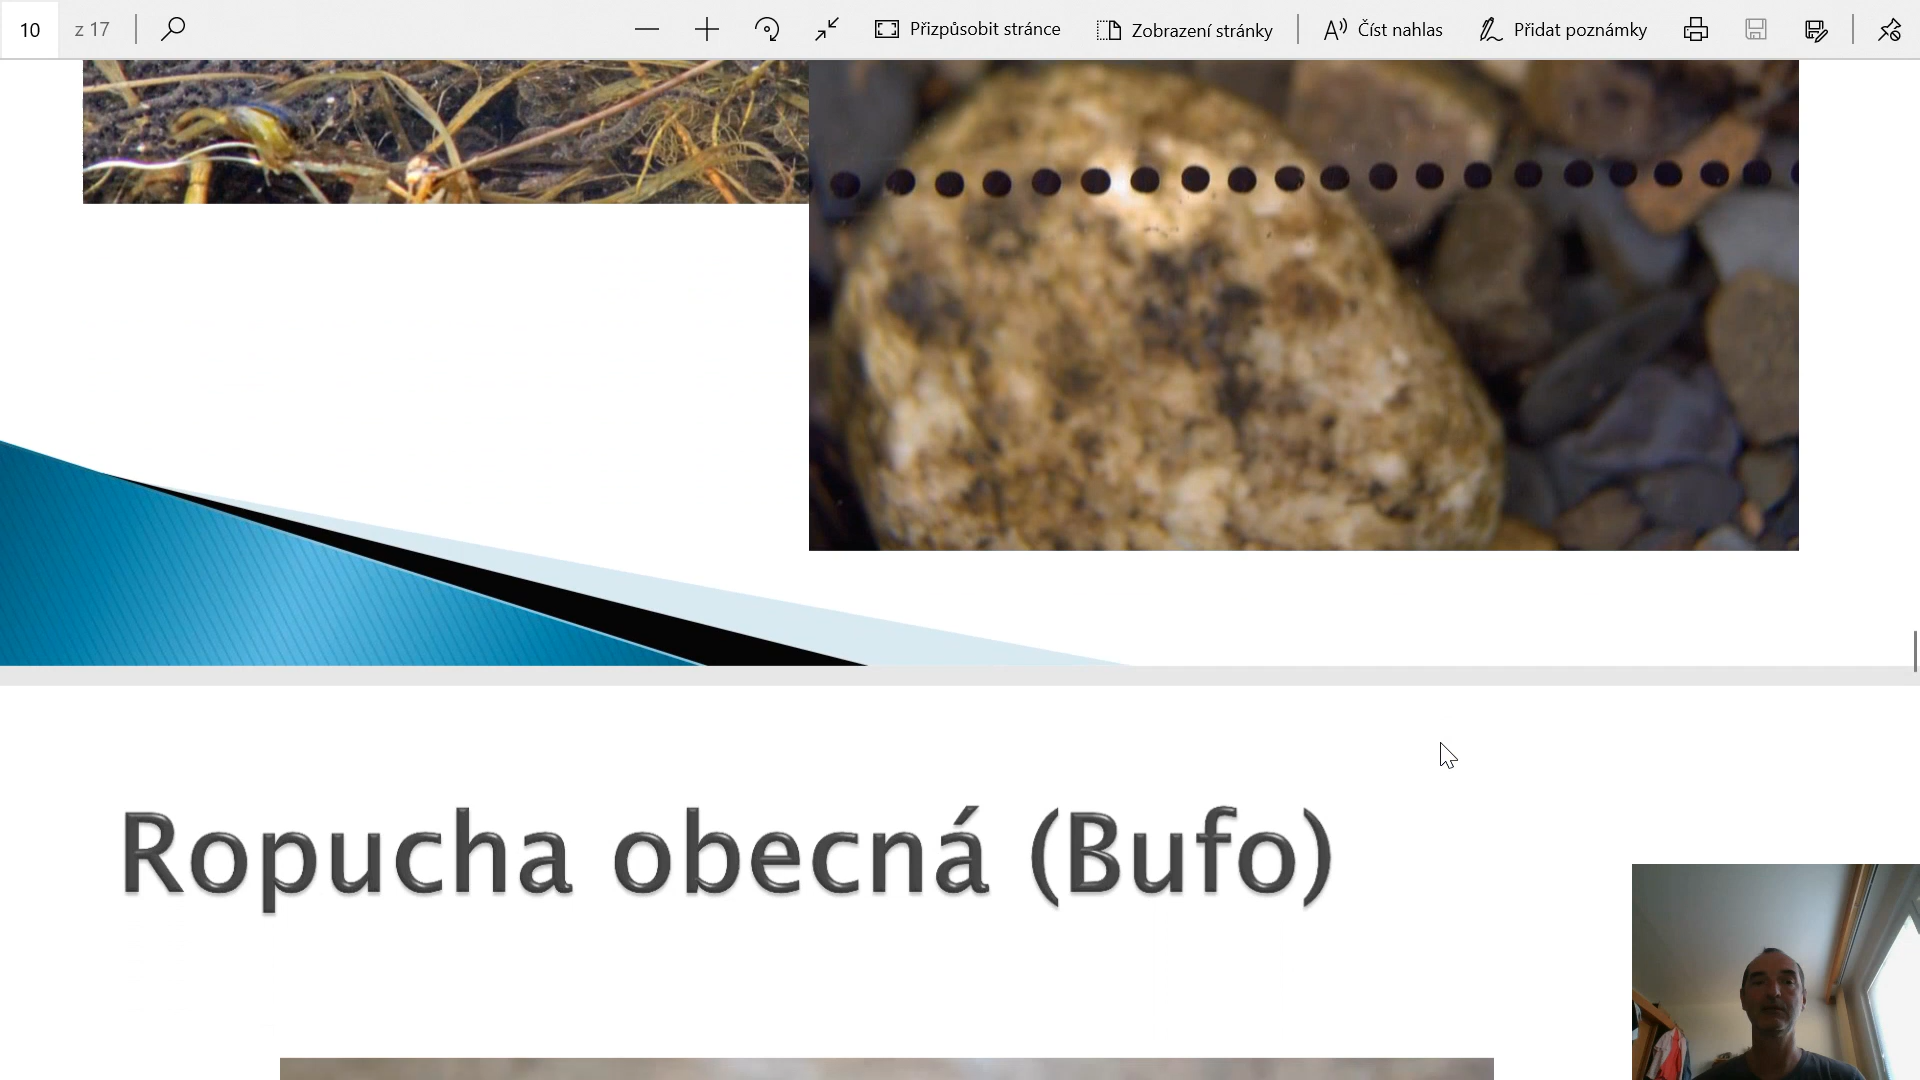 10 z 17 Přizpůsobit stránce Zobrazení stránky Číst nahlas Přidat poznámky
Ropucha obecná (Bufo)